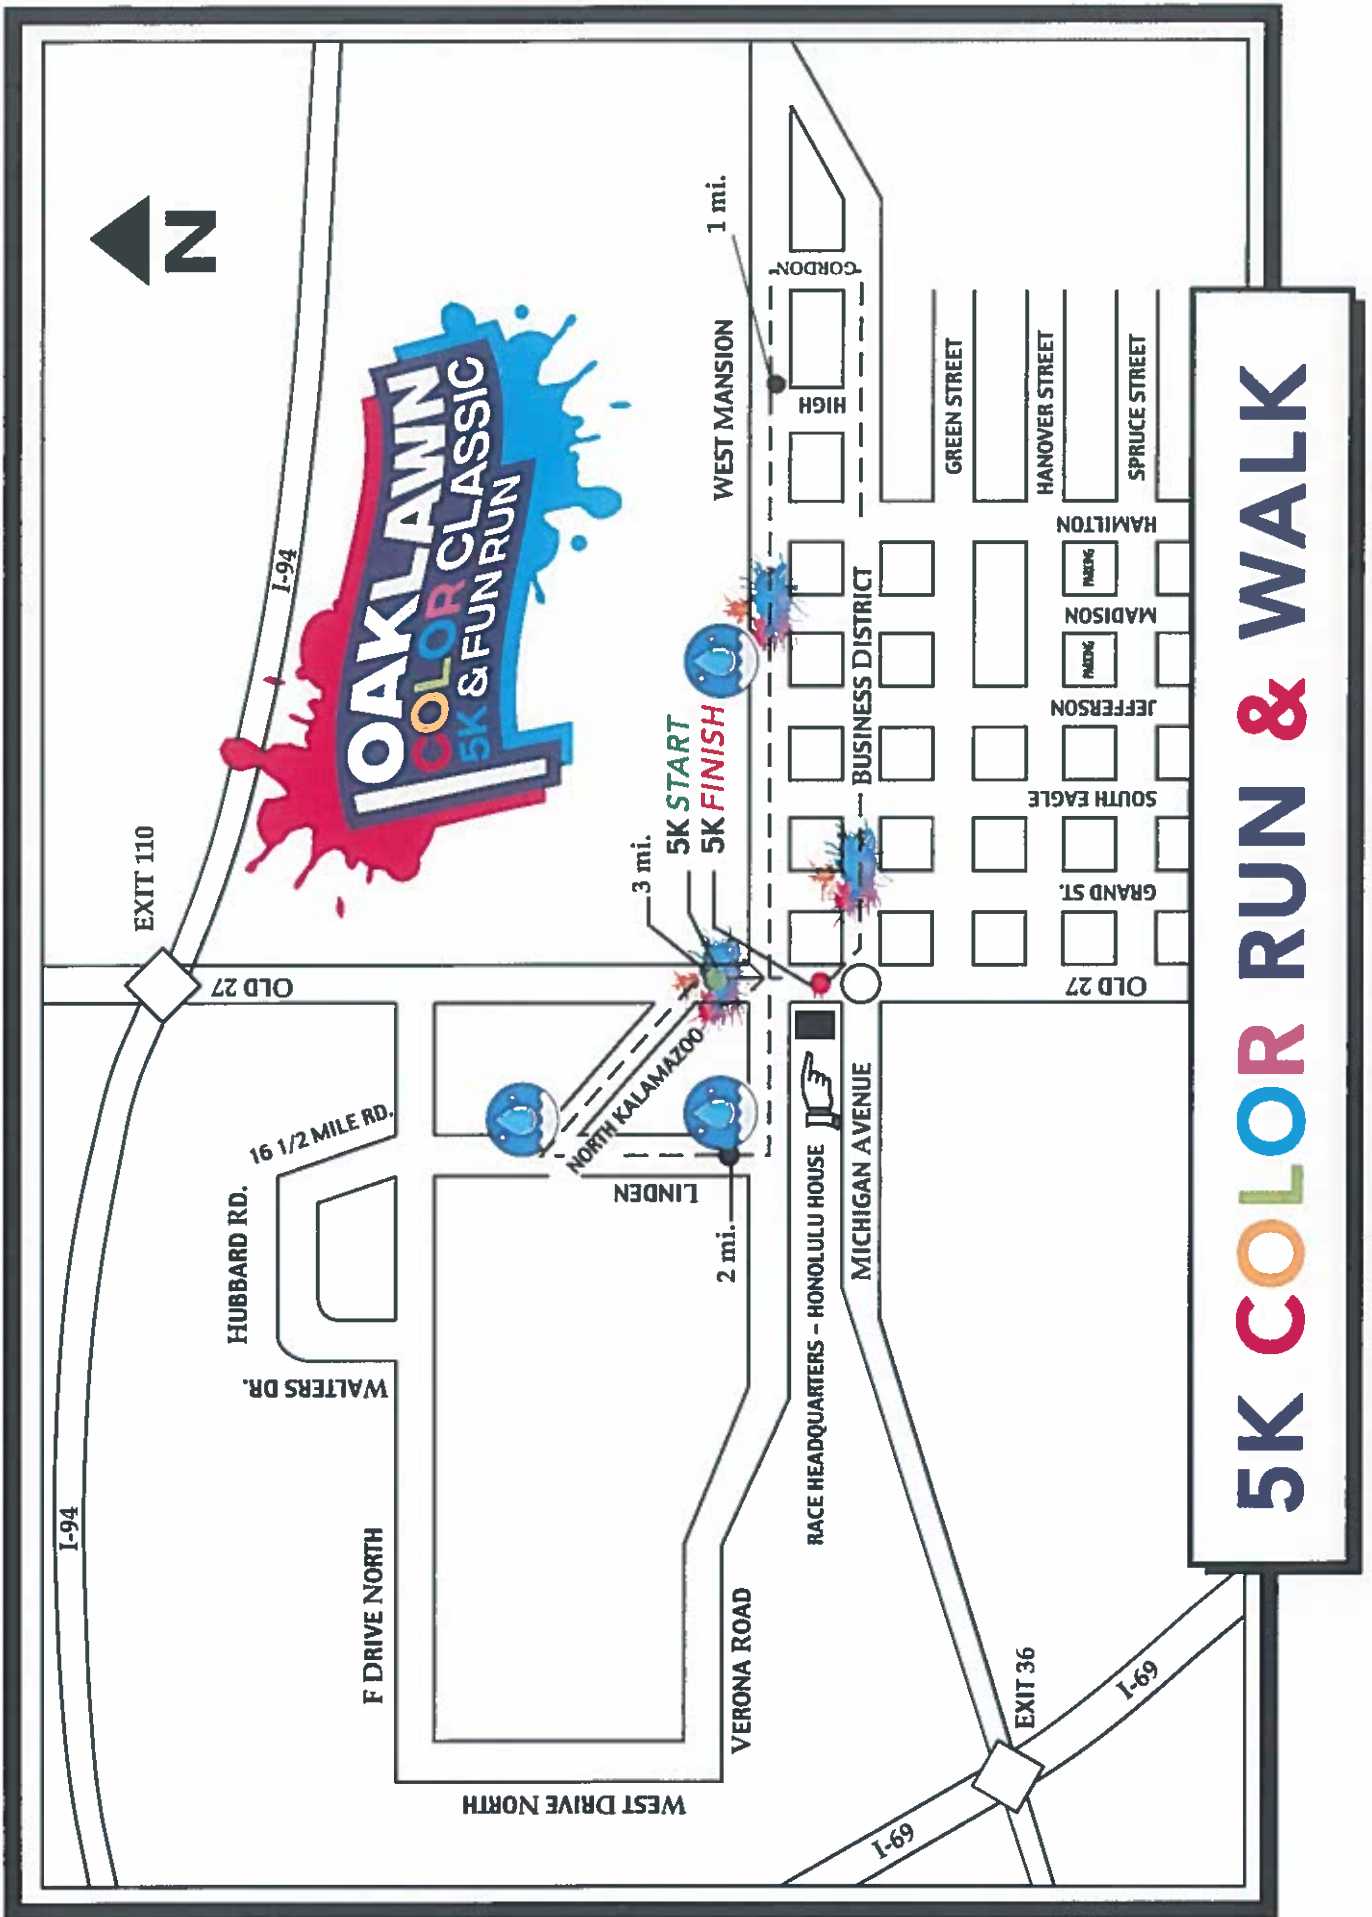 N
I-94
I-94
EXIT 110
OAKLAWN
COLOR CLASSIC
5K & FUN RUN
OLD 27
HUBBARD RD.
16 1/2 MILE RD.
WALTERS DR.
F DRIVE NORTH
WEST DRIVE NORTH
VERONA ROAD
LINDEN
NORTH KALAMAZOO
3 mi.
5K START
5K FINISH
2 mi.
1 mi.
WEST MANSION
GORDON
HIGH
RACE HEADQUARTERS – HONOLULU HOUSE
MICHIGAN AVENUE
BUSINESS DISTRICT
GREEN STREET
HANOVER STREET
SPRUCE STREET
OLD 27
GRAND ST.
SOUTH EAGLE
JEFFERSON
MADISON
HAMILTON
PARKING
PARKING
I-69
EXIT 36
I-69
5K COLOR RUN & WALK